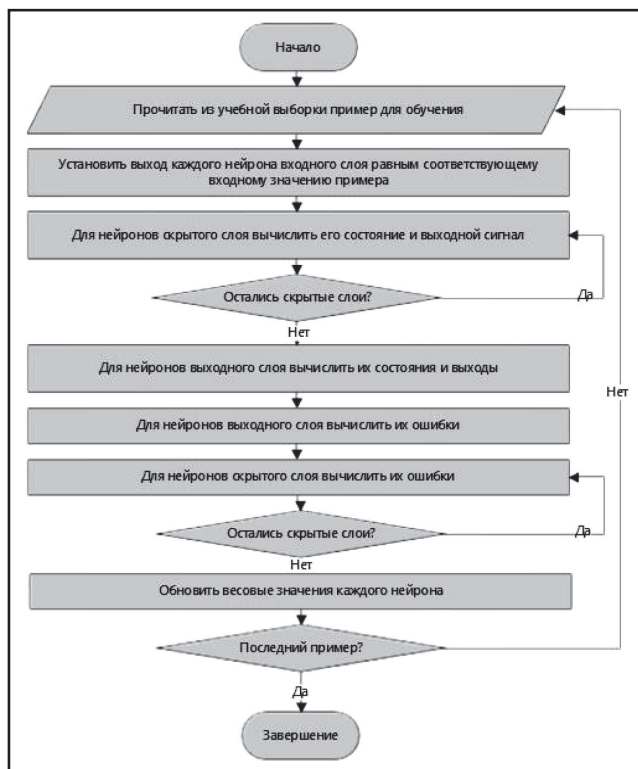 Начало
Прочитать из учебной выборки пример для обучения
Установить выход каждого нейрона входного слоя равным соответствующему
входному значению примера
Для нейронов скрытого слоя вычислить его состояние и выходной сигнал
Остались скрытые слои?
Да
Нет
Для нейронов выходного слоя вычислить их состояния и выходы
Нет
Для нейронов выходного слоя вычислить их ошибки
Для нейронов скрытого слоя вычислить их ошибки
Остались скрытые слои?
Да
Нет
Обновить весовые значения каждого нейрона
Последний пример?
Да
Завершение